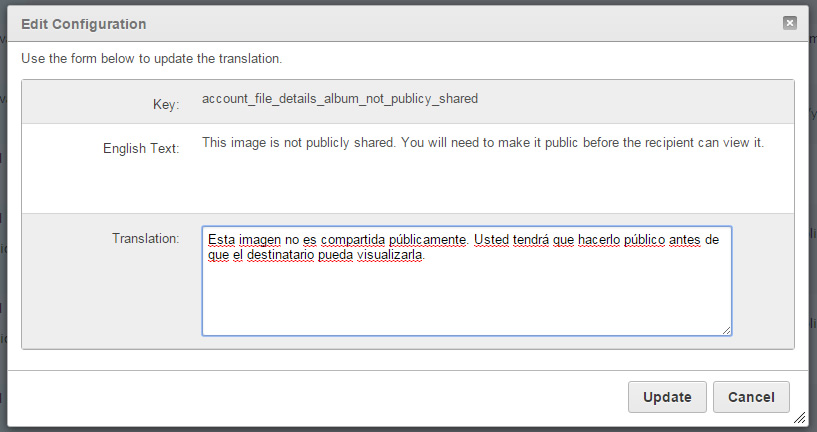 Edit Configuration
Use the form below to update the translation.
Key: account_file_details_album_not_publicy_shared
English Text: This image is not publicly shared. You will need to make it public before the recipient can view it.
Translation: Esta imagen no es compartida públicamente. Usted tendrá que hacerlo público antes de
que el destinatario pueda visualizarla.
Update Cancel